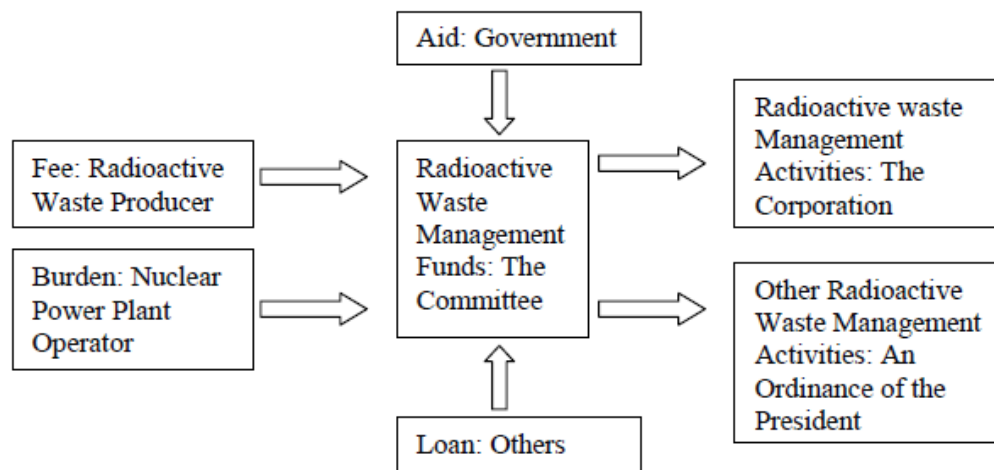 Aid: Government
Fee: Radioactive
Waste Producer
Burden: Nuclear
Power Plant
Operator
Radioactive
Waste
Management
Funds: The
Committee
Loan: Others
Radioactive waste
Management
Activities: The
Corporation
Other Radioactive
Waste Management
Activities: An
Ordinance of the
President